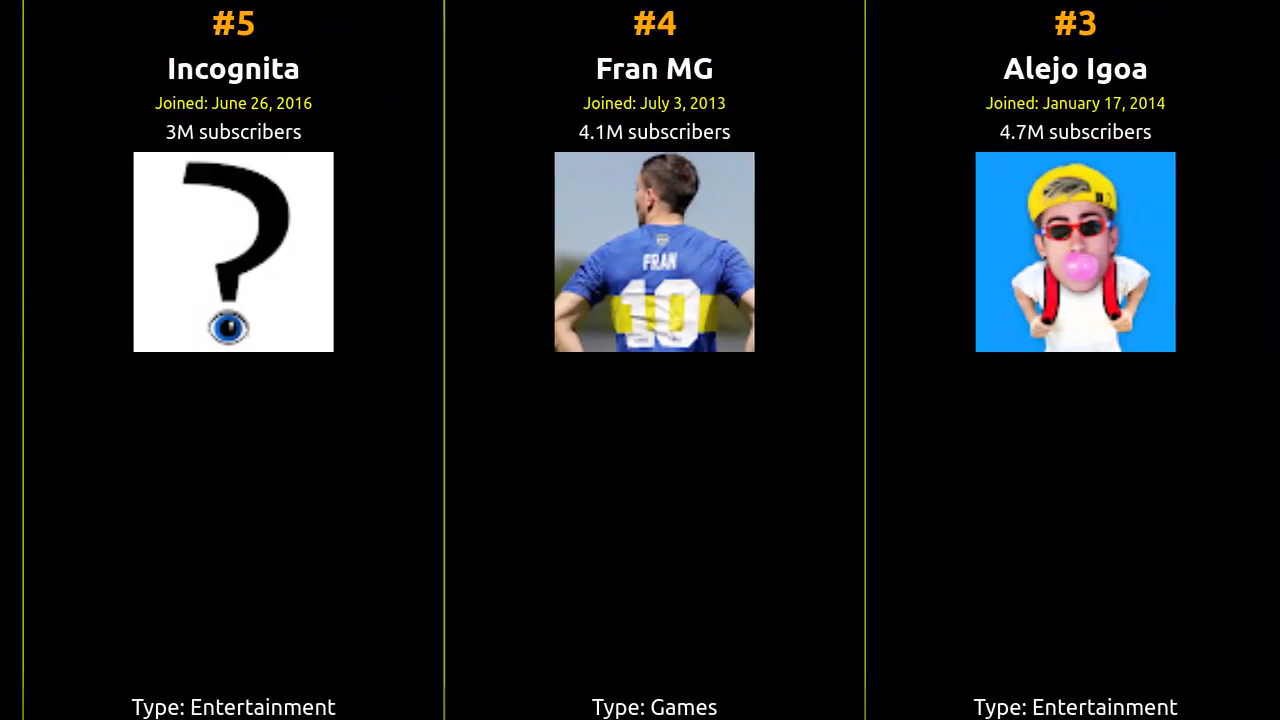 #5
Incognita
Joined: June 26, 2016
3M subscribers
Type: Entertainment
#4
Fran MG
Joined: July 3, 2013
4.1M subscribers
FRAN
10
Type: Games
#3
Alejo Igoa
Joined: January 17, 2014
4.7M subscribers
Type: Entertainment